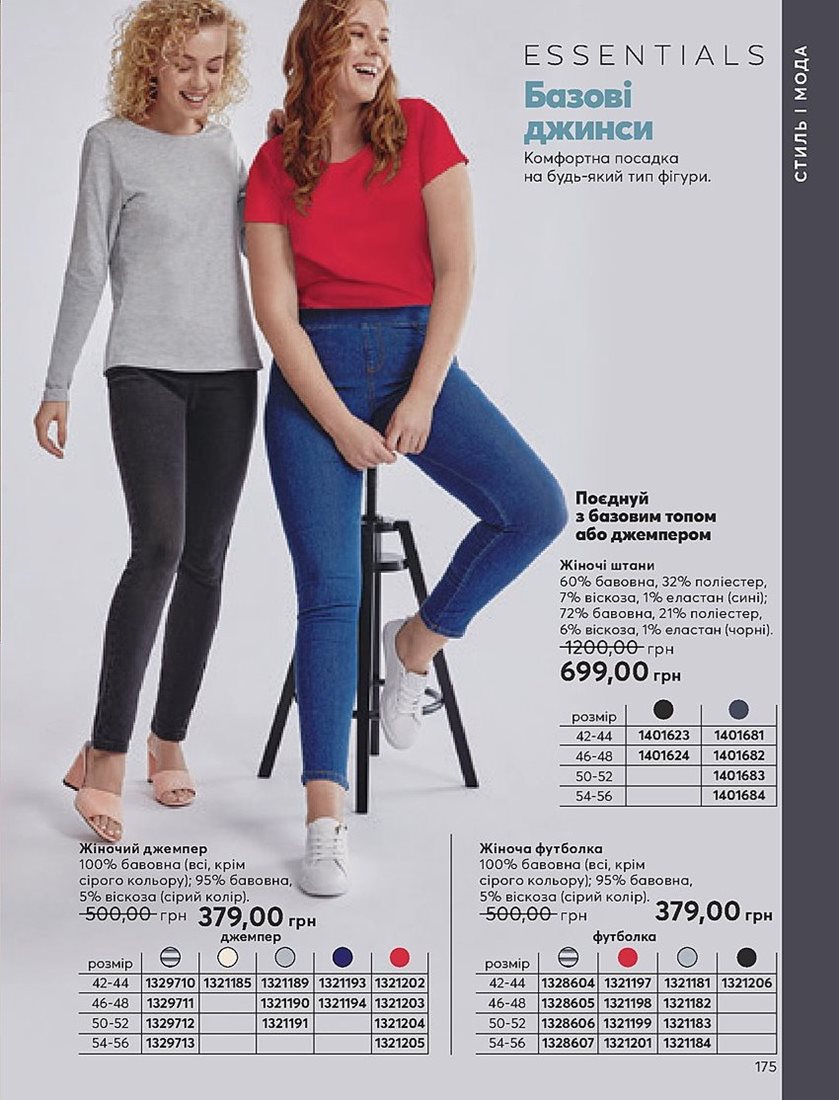 ESSENTIALS
Базові
джинси
Комфортна посадка
на будь-який тип фігури.
СТИЛЬ І МОДА
Поєднуй
з базовим топом
або джемпером
Жіночі штани
60% бавовна, 32% поліестер,
7% віскоза, 1% еластан (сині);
72% бавовна, 21% поліестер,
6% віскоза, 1% еластан (чорні).
1200,00 грн
699,00 грн
розмір
42-44 1401623 1401681
46-48 1401624 1401682
50-52 1401683
54-56 1401684
Жіночий джемпер
100% бавовна (всі, крім
сірого кольору); 95% бавовна,
5% віскоза (сірий колір).
500,00 грн 379,00 грн
джемпер
розмір
42-44 1329710 1321185 1321189 1321193 1321202
46-48 1329711 1321190 1321194 1321203
50-52 1329712 1321191 1321204
54-56 1329713 1321205
Жіноча футболка
100% бавовна (всі, крім
сірого кольору); 95% бавовна,
5% віскоза (сірий колір).
500,00 грн 379,00 грн
футболка
розмір
42-44 1328604 1321197 1321181 1321206
46-48 1328605 1321198 1321182
50-52 1328606 1321199 1321183
54-56 1328607 1321201 1321184
175